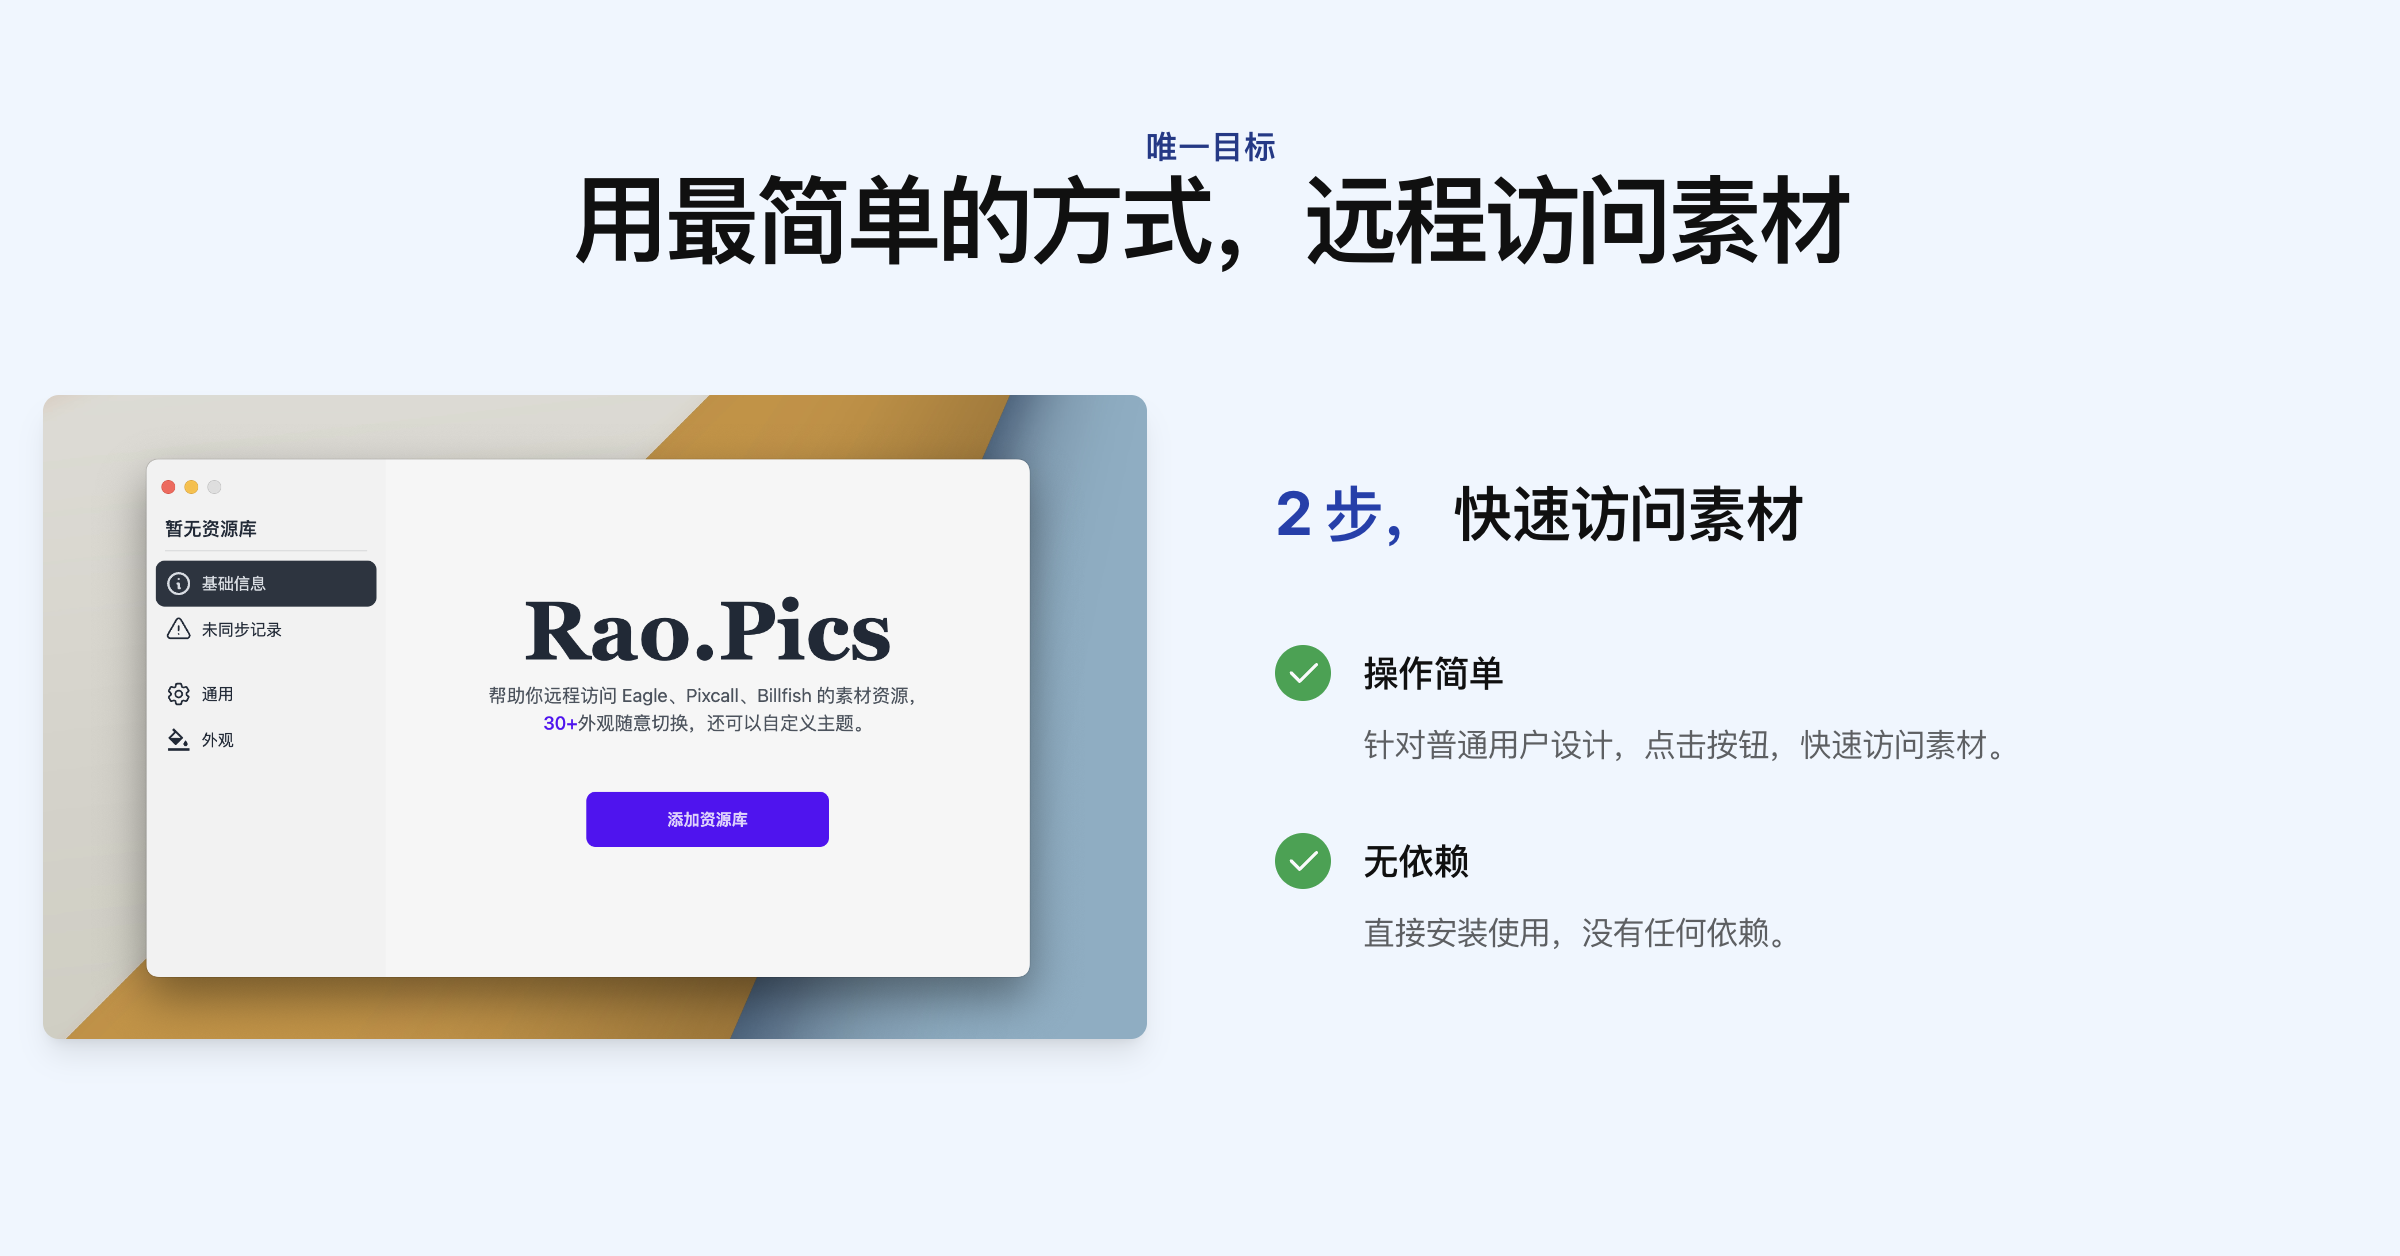 唯一目标
用最简单的方式，远程访问素材
暂无资源库
基础信息
未同步记录
通用
外观
Rao.Pics
帮助你远程访问 Eagle、Pixcall、Billfish 的素材资源，
30+外观随意切换，还可以自定义主题。
添加资源库
2 步， 快速访问素材
操作简单
针对普通用户设计，点击按钮，快速访问素材。
无依赖
直接安装使用，没有任何依赖。